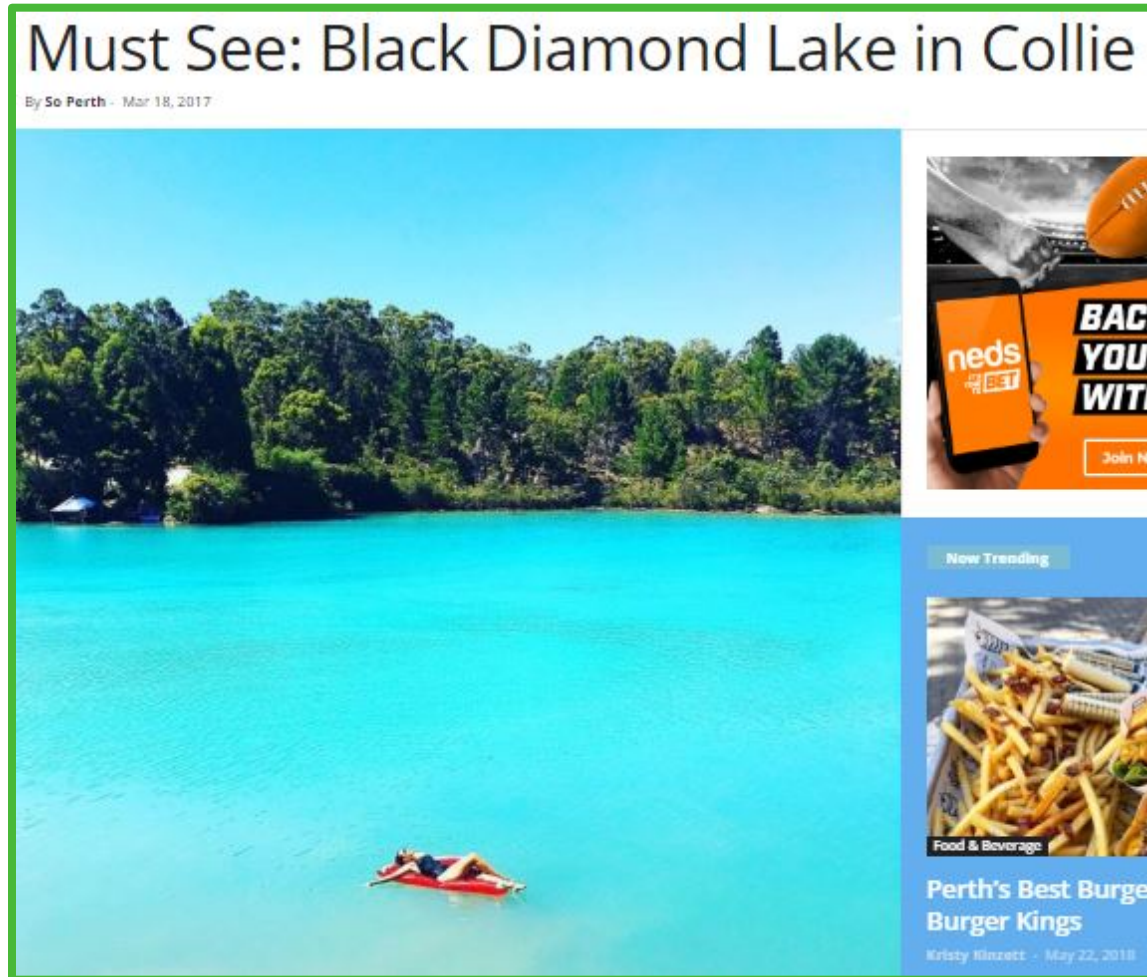 Must See: Black Diamond Lake in Collie
By So Perth - Mar 18, 2017
neds
BET
BAC
YOU
WIT
Join N
Now Trending
Food & Beverage
Perth's Best Burge
Burger Kings
Kristy Kinzett - May 22, 2018